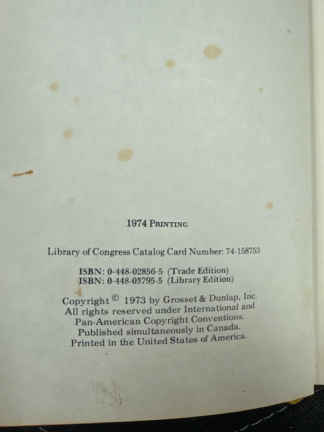 1974 PRINTING
Library of Congress Catalog Card Number: 74-158753
ISBN: 0-448-02856-5 (Trade Edition)
ISBN: 0-448-03795-5 (Library Edition)
Copyright © 1973 by Grosset & Dunlap, Inc.
All rights reserved under International and
Pan-American Copyright Conventions.
Published simultaneously in Canada.
Printed in the United States of America.